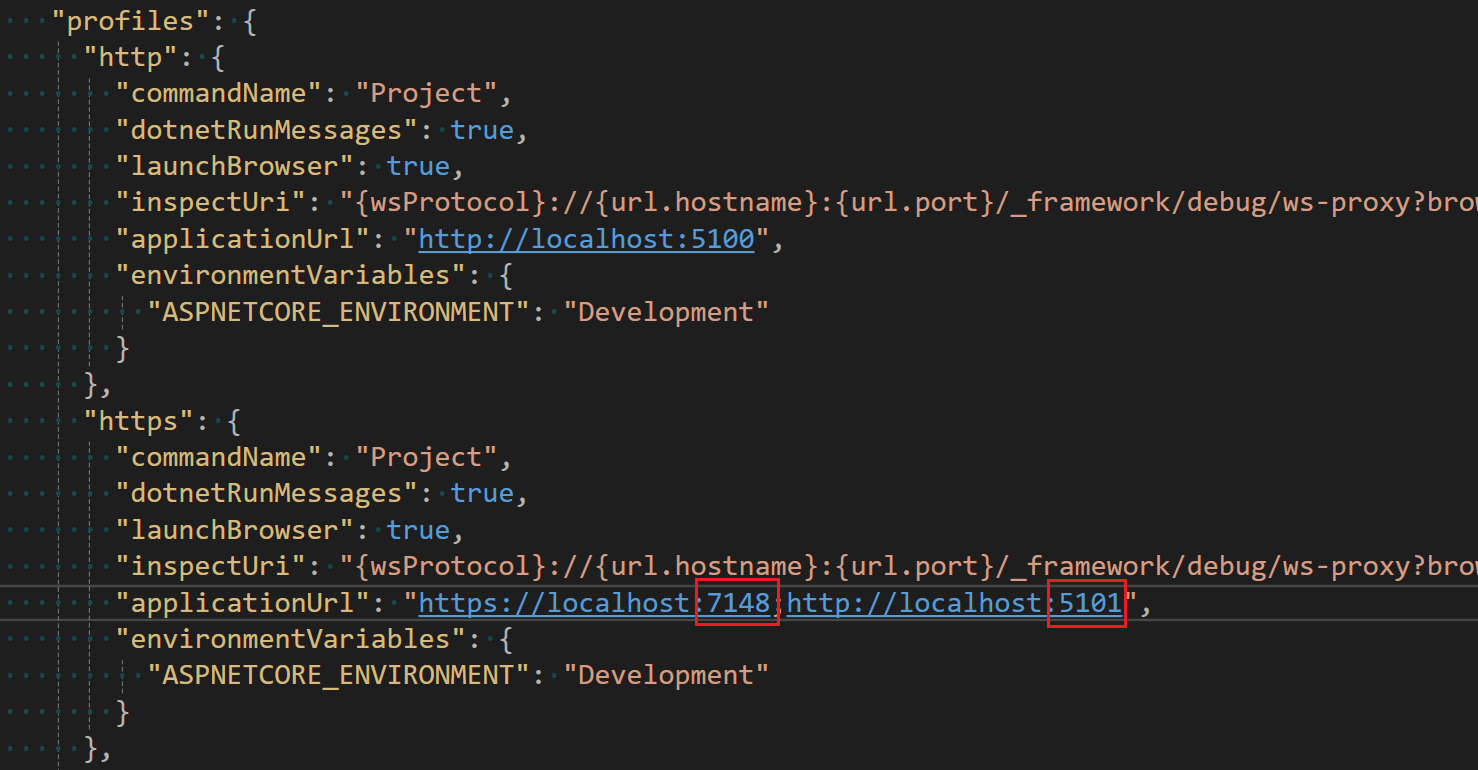 "profiles": {
"http": {
"commandName": "Project",
"dotnetRunMessages": true,
"launchBrowser": true,
"inspectUri": "{wsProtocol}://{url.hostname}:{url.port}/_framework/debug/ws-proxy?brow
"applicationUrl": "http://localhost:5100",
"environmentVariables": {
"ASPNETCORE_ENVIRONMENT": "Development"
}
},
"https": {
"commandName": "Project",
"dotnetRunMessages": true,
"launchBrowser": true,
"inspectUri": "{wsProtocol}://{url.hostname}:{url.port}/_framework/debug/ws-proxy?brow
"applicationUrl": "https://localhost:7148;http://localhost:5101",
"environmentVariables": {
"ASPNETCORE_ENVIRONMENT": "Development"
}
},